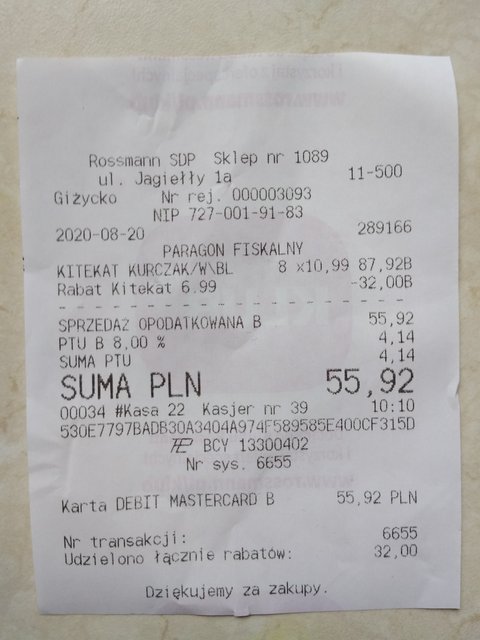 Rossmann SDP Sklep nr 1089
ul. Jagiełły 1a 11-500
Giżycko Nr rej. 000003093
NIP 727-001-91-83
2020-08-20 289166
PARAGON FISKALNY
KITEKAT KURCZAK/W\BL 8 x10,99 87,92B
Rabat Kitekat 6.99 -32,00B
SPRZEDAŻ OPODATKOWANA B 55,92
PTU B 8,00 % 4,14
SUMA PTU 4,14
SUMA PLN 55,92
00034 #Kasa 22 Kasjer nr 39 10:10
530E7797BADB30A3404A974F589585E400CF315D
BCY 13300402
Nr sys. 6655
Karta DEBIT MASTERCARD B 55,92 PLN
Nr transakcji: 6655
Udzielono łącznie rabatów: 32,00
Dziękujemy za zakupy.